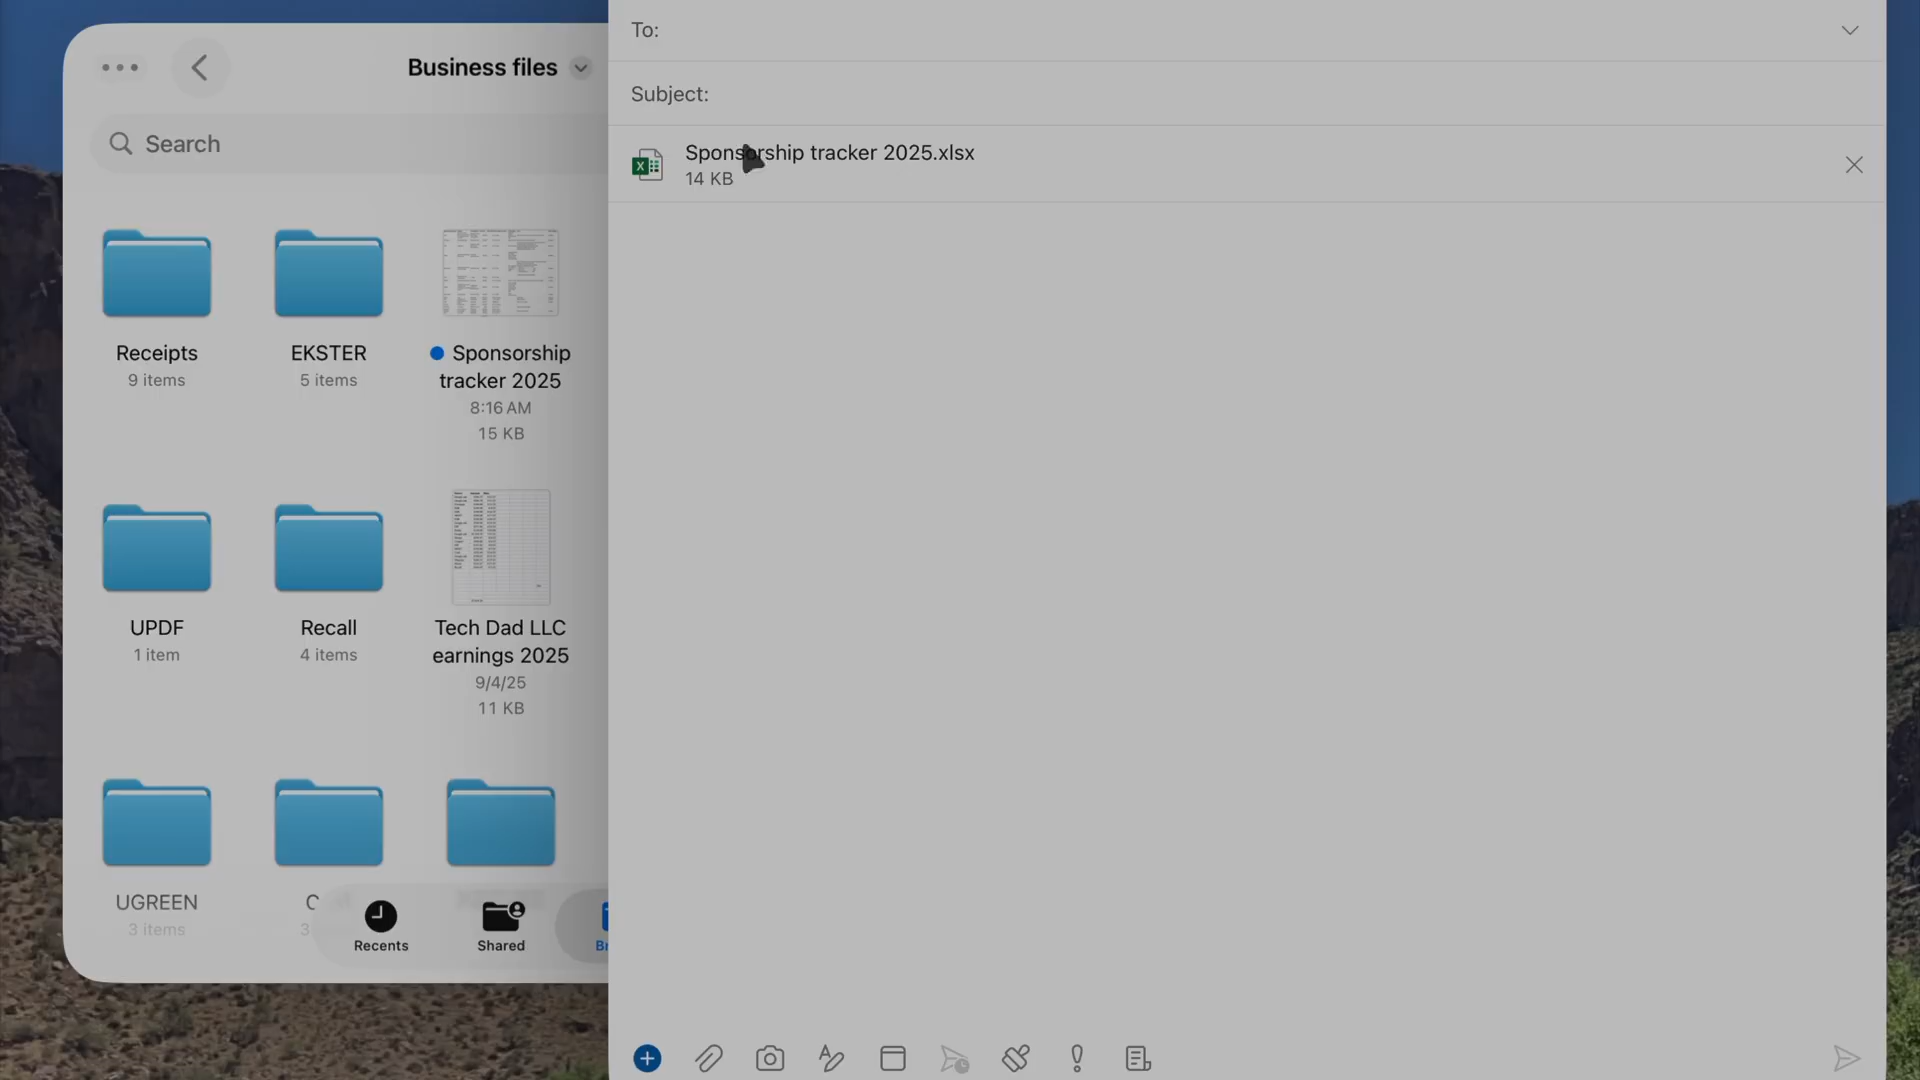 Business files
Search
Receipts
9 items
EKSTER
5 items
Sponsorship
tracker 2025
8:16 AM
15 KB
UPDF
1 item
Recall
4 items
Tech Dad LLC
earnings 2025
9/4/25
11 KB
UGREEN
3 items
Recents
Shared
To:
Subject:
Sponsorship tracker 2025.xlsx
14 KB